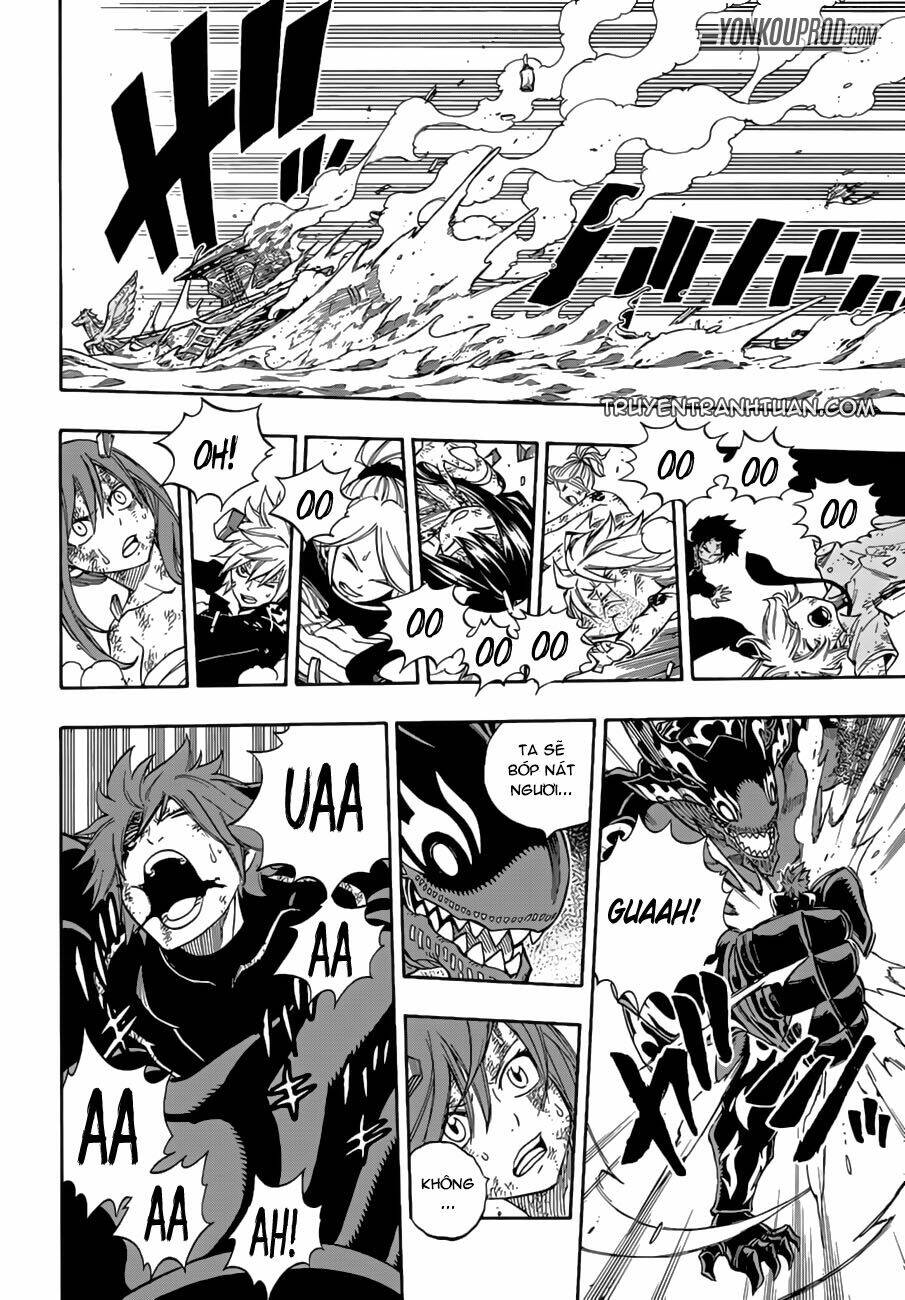 YONKOUPROD.COM
TRUYENTRANHTUAN.COM
OH!
OO
OO
OO
OO
OO
OO
OO
OO
GUAAH!
TA SẼ
BÓP NÁT
NGƯƠI...
KHÔNG
...
UAA
AA
AA
AA
AH!